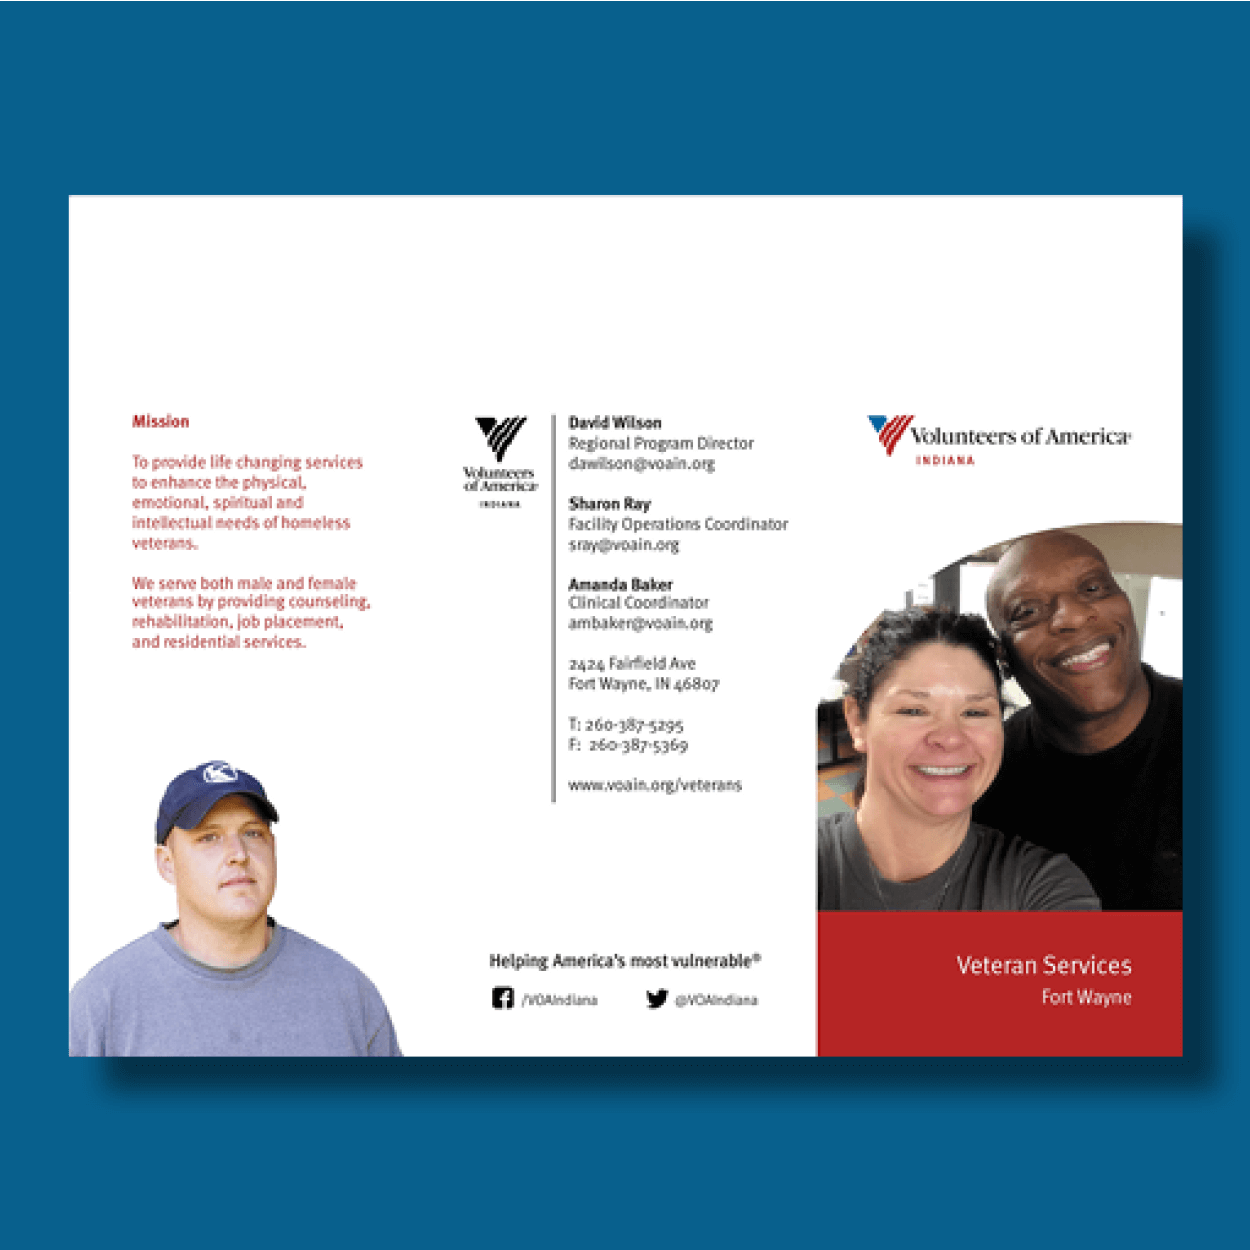 Mission
To provide life changing services
to enhance the physical,
emotional, spiritual and
intellectual needs of homeless
veterans.
We serve both male and female
veterans by providing counseling,
rehabilitation, job placement,
and residential services.
Volunteers
of America®
INDIANA
David Wilson
Regional Program Director
dawilson@voain.org
Sharon Ray
Facility Operations Coordinator
sray@voain.org
Amanda Baker
Clinical Coordinator
ambaker@voain.org
2424 Fairfield Ave
Fort Wayne, IN 46807
T: 260-387-5295
F: 260-387-5369
www.voain.org/veterans
Helping America's most vulnerable®
/VOAIndiana
@VOAIndiana
Volunteers of America®
INDIANA
Veteran Services
Fort Wayne